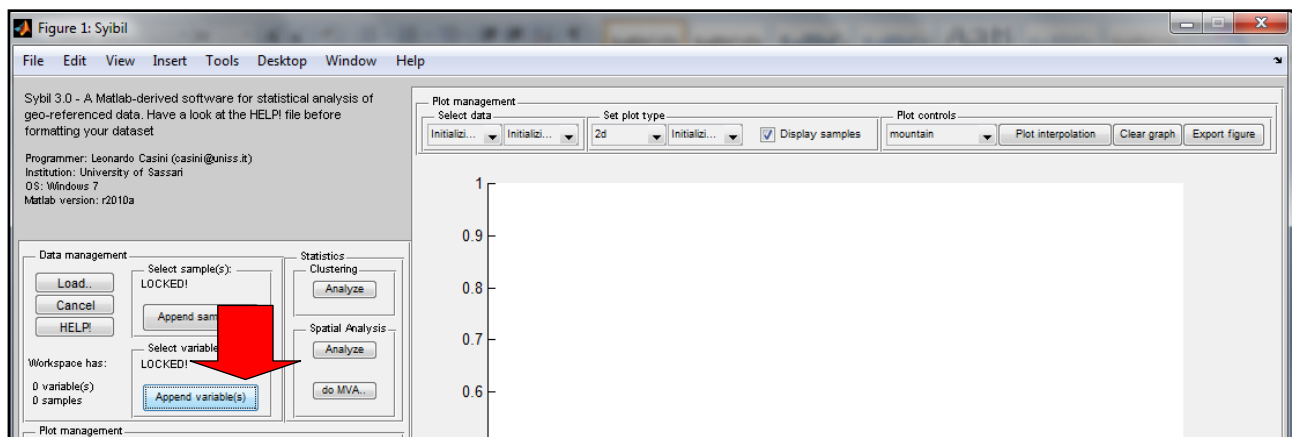 Figure 1: Syibil
File Edit View Insert Tools Desktop Window Help
Sybil 3.0 - A Matlab-derived software for statistical analysis of
geo-referenced data. Have a look at the HELP! file before
formatting your dataset
Programmer: Leonardo Casini (casini@uniss.it)
Institution: University of Sassari
OS: Windows 7
Matlab version: r2010a
Data management
Load..
Cancel
HELP!
Workspace has:
0 variable(s)
0 samples
Select sample(s):
LOCKED!
Append sam
Select variable
LOCKED!
Append variable(s)
Statistics
Clustering
Analyze
Spatial Analysis
Analyze
do MVA..
Plot management
Plot management
Select data
Initializi... Initializi...
Set plot type
2d Initializi... Display samples
Plot controls
mountain Plot interpolation Clear graph Export figure
1
0.9
0.8
0.7
0.6